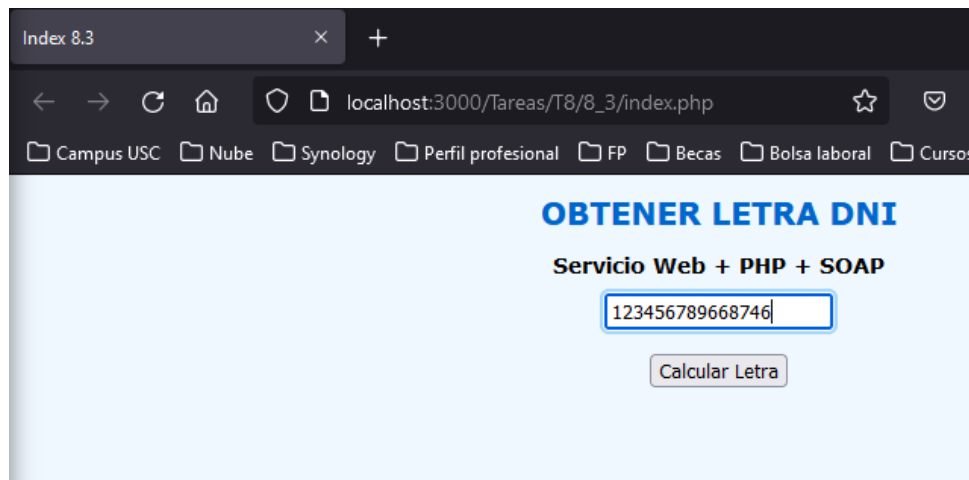 Index 8.3
localhost:3000/Tareas/T8/8_3/index.php
Campus USC Nube Synology Perfil profesional FP Becas Bolsa laboral Cursos
OBTENER LETRA DNI
Servicio Web + PHP + SOAP
123456789668746
Calcular Letra